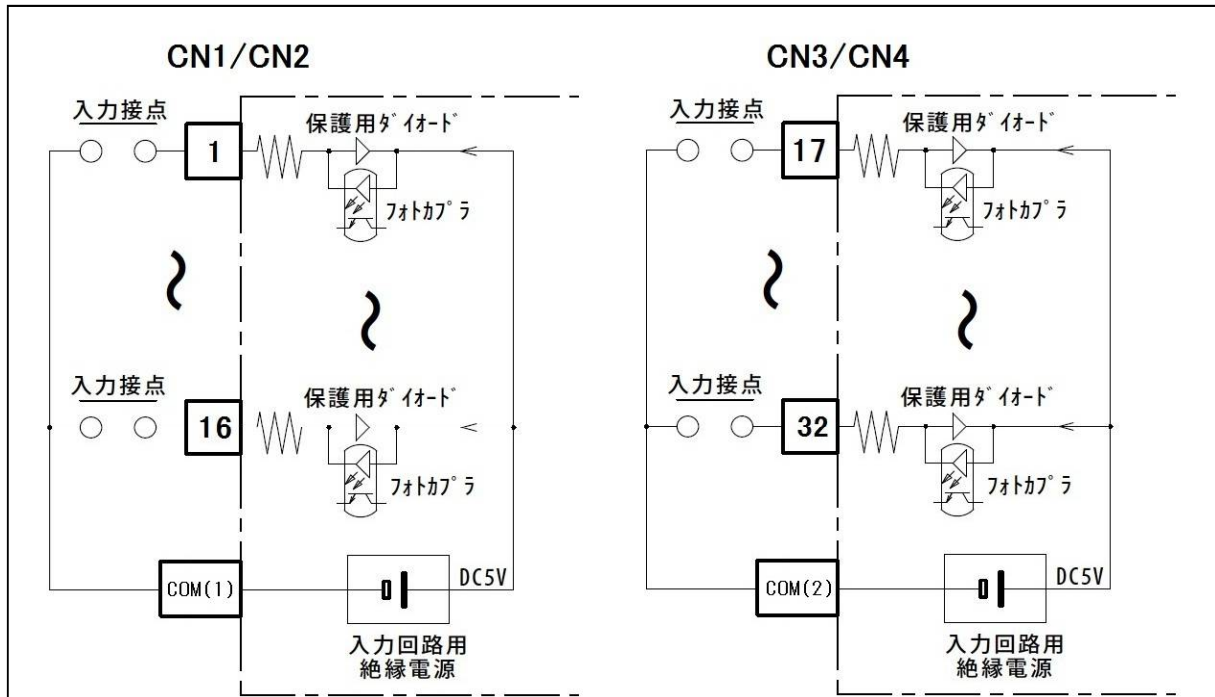 CN1/CN2
入力接点
1
保護用ﾀﾞｲｵｰﾄﾞ
ﾌｫﾄｶﾌﾟﾗ
入力接点
16
保護用ﾀﾞｲｵｰﾄﾞ
ﾌｫﾄｶﾌﾟﾗ
COM(1)
DC5V
入力回路用
絶縁電源
CN3/CN4
入力接点
17
保護用ﾀﾞｲｵｰﾄﾞ
ﾌｫﾄｶﾌﾟﾗ
入力接点
32
保護用ﾀﾞｲｵｰﾄﾞ
ﾌｫﾄｶﾌﾟﾗ
COM(2)
DC5V
入力回路用
絶縁電源